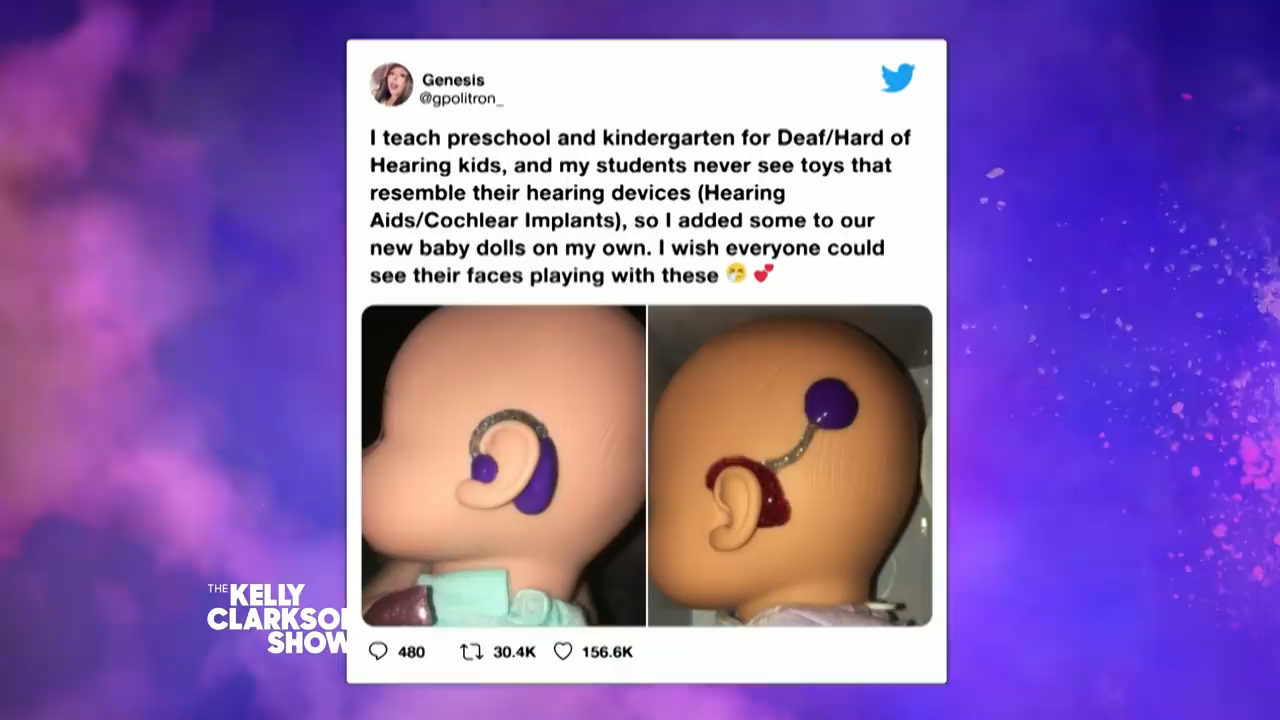 Genesis
@gpolitron_
I teach preschool and kindergarten for Deaf/Hard of
Hearing kids, and my students never see toys that
resemble their hearing devices (Hearing
Aids/Cochlear Implants), so I added some to our
new baby dolls on my own. I wish everyone could
see their faces playing with these 🤭 💕
THE KELLY
CLARKSO
SHOW
480 30.4K 156.6K